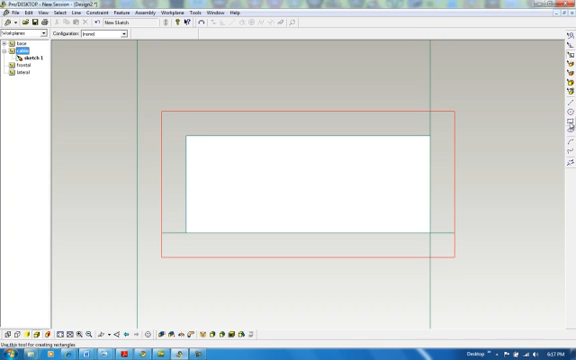 Pro/DESKTOP - New Session - [Design2 *]
File Edit View Select Line Constraint Feature Assembly Workplane Tools Window Help
New Sketch
Workplanes
Configuration: [none]
base
sketch 1
frontal
lateral
Use this tool for creating rectangles
Desktop
6:17 PM